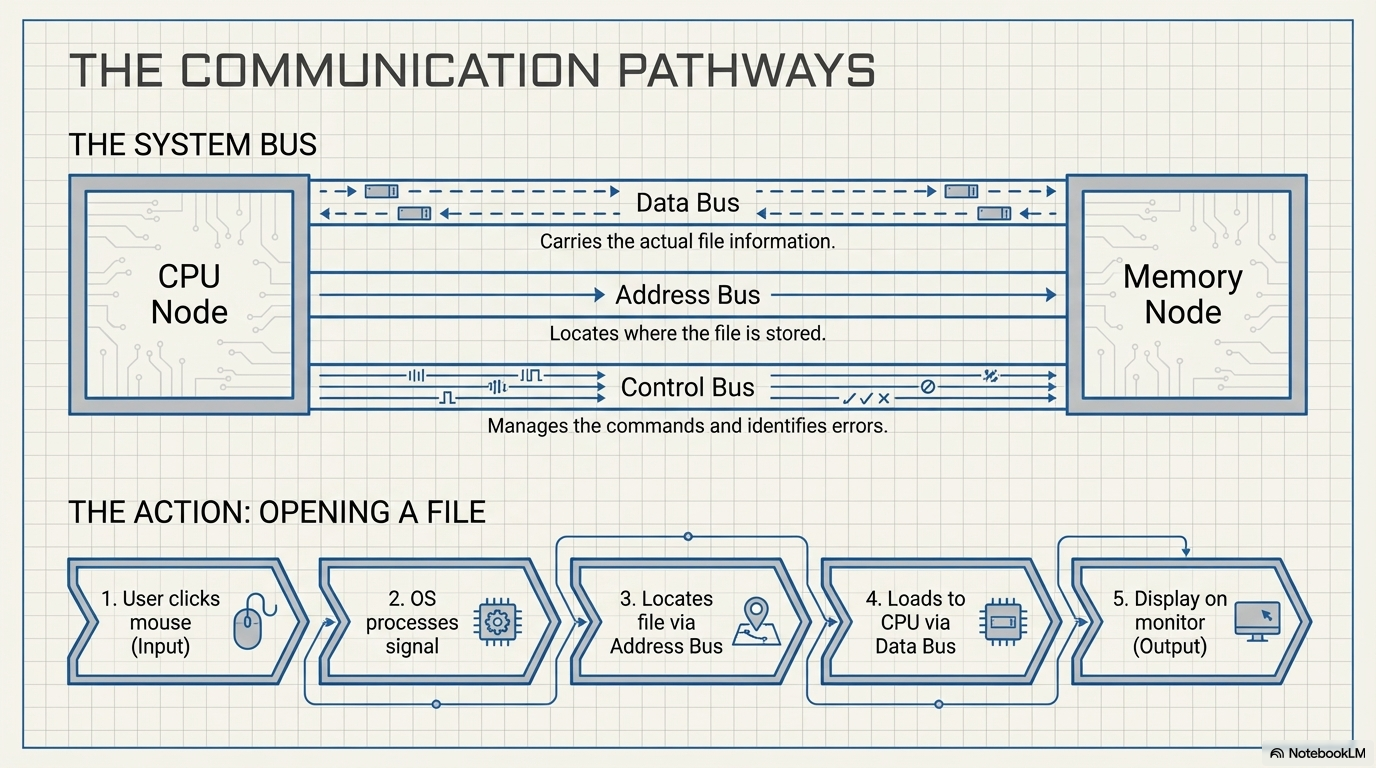 THE COMMUNICATION PATHWAYS
THE SYSTEM BUS
CPU
Node
Data Bus
Carries the actual file information.
Address Bus
Locates where the file is stored.
Control Bus
Manages the commands and identifies errors.
Memory
Node
THE ACTION: OPENING A FILE
1. User clicks
mouse
(Input)
2. OS
processes
signal
3. Locates
file via
Address Bus
4. Loads to
CPU via
Data Bus
5. Display on
monitor
(Output)
NotebookLM